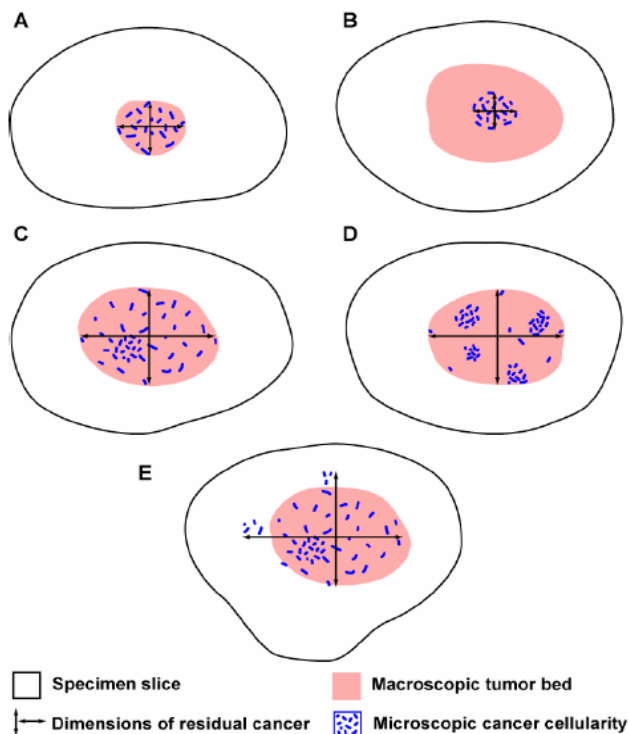 A
B
C
D
E
Specimen slice
Macroscopic tumor bed
Dimensions of residual cancer
Microscopic cancer cellularity